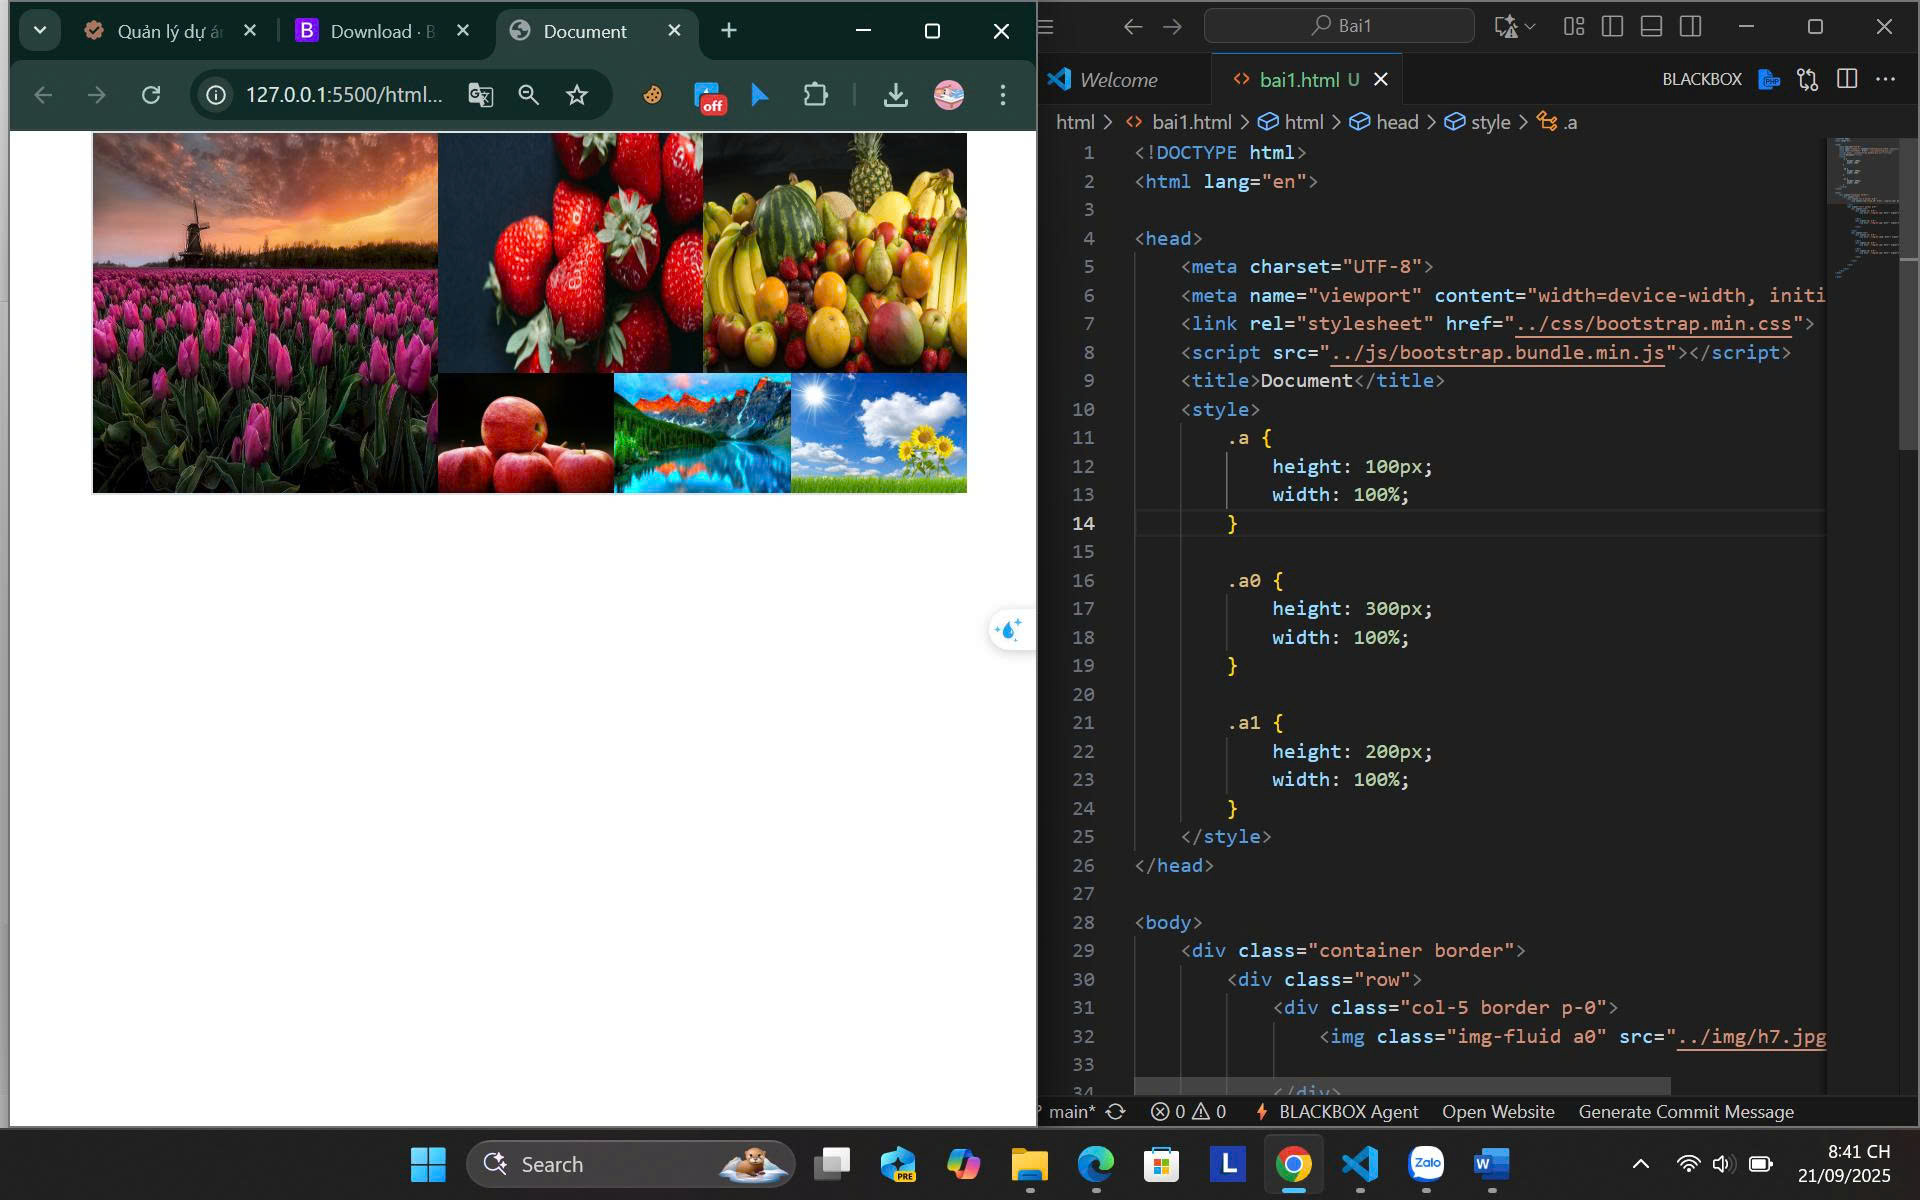 Quản lý dự á
Download · B
Document
127.0.0.1:5500/html...
off
Bai1
Welcome
bai1.html U
BLACKBOX
PHP
html > bai1.html > html > head > style > .a
1 <!DOCTYPE html>
2 <html lang="en">
3
4 <head>
5 <meta charset="UTF-8">
6 <meta name="viewport" content="width=device-width, initi
7 <link rel="stylesheet" href="../css/bootstrap.min.css">
8 <script src="../js/bootstrap.bundle.min.js"></script>
9 <title>Document</title>
10 <style>
11 .a {
12 height: 100px;
13 width: 100%;
14 }
15
16 .a0 {
17 height: 300px;
18 width: 100%;
19 }
20
21 .a1 {
22 height: 200px;
23 width: 100%;
24 }
25 </style>
26 </head>
27
28 <body>
29 <div class="container border">
30 <div class="row">
31 <div class="col-5 border p-0">
32 <img class="img-fluid a0" src="../img/h7.jpg
33
34 </div>
main* 0 0 BLACKBOX Agent Open Website Generate Commit Message
Search
PRE
L
Zalo
W
8:41 CH
21/09/2025